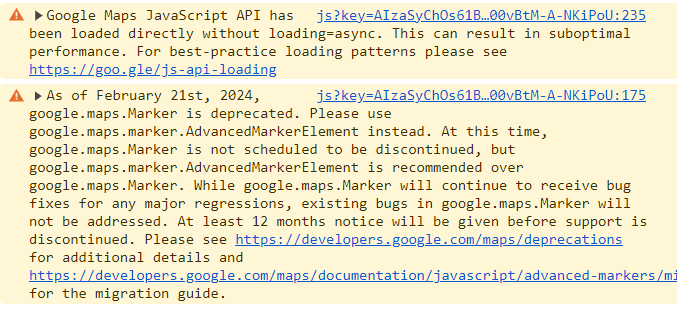 Google Maps JavaScript API has js?key=AIzaSyChOs61B…00vBtM-A-NKiPoU:235
been loaded directly without loading=async. This can result in suboptimal
performance. For best-practice loading patterns please see
https://goo.gle/js-api-loading
As of February 21st, 2024, js?key=AIzaSyChOs61B…00vBtM-A-NKiPoU:175
google.maps.Marker is deprecated. Please use
google.maps.marker.AdvancedMarkerElement instead. At this time,
google.maps.Marker is not scheduled to be discontinued, but
google.maps.marker.AdvancedMarkerElement is recommended over
google.maps.Marker. While google.maps.Marker will continue to receive bug
fixes for any major regressions, existing bugs in google.maps.Marker will
not be addressed. At least 12 months notice will be given before support is
discontinued. Please see https://developers.google.com/maps/deprecations
for additional details and
https://developers.google.com/maps/documentation/javascript/advanced-markers/mi
for the migration guide.